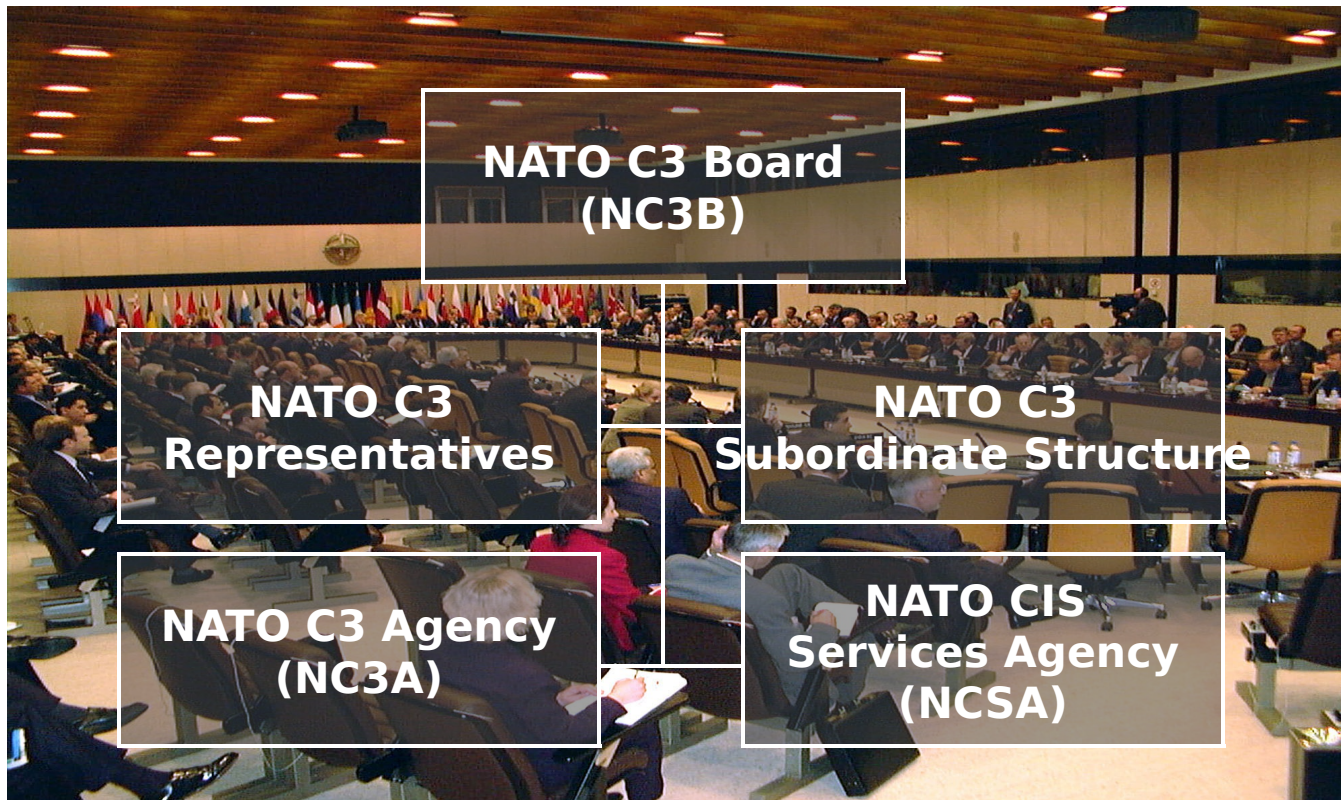 NATO C3 Board
(NC3B)
NATO C3
Representatives
NATO C3
Subordinate Structure
NATO C3 Agency
(NC3A)
NATO CIS
Services Agency
(NCSA)